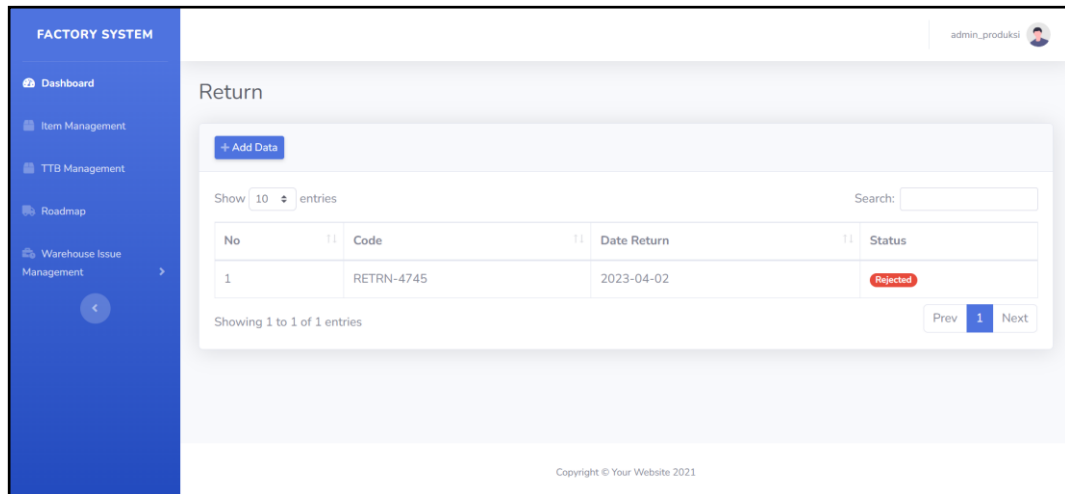 FACTORY SYSTEM
admin_produksi
Dashboard
Item Management
TTB Management
Roadmap
Warehouse Issue
Management
Return
+ Add Data
Show 10 entries
Search:
No Code Date Return Status
1 RETRN-4745 2023-04-02 Rejected
Showing 1 to 1 of 1 entries
Prev 1 Next
Copyright © Your Website 2021